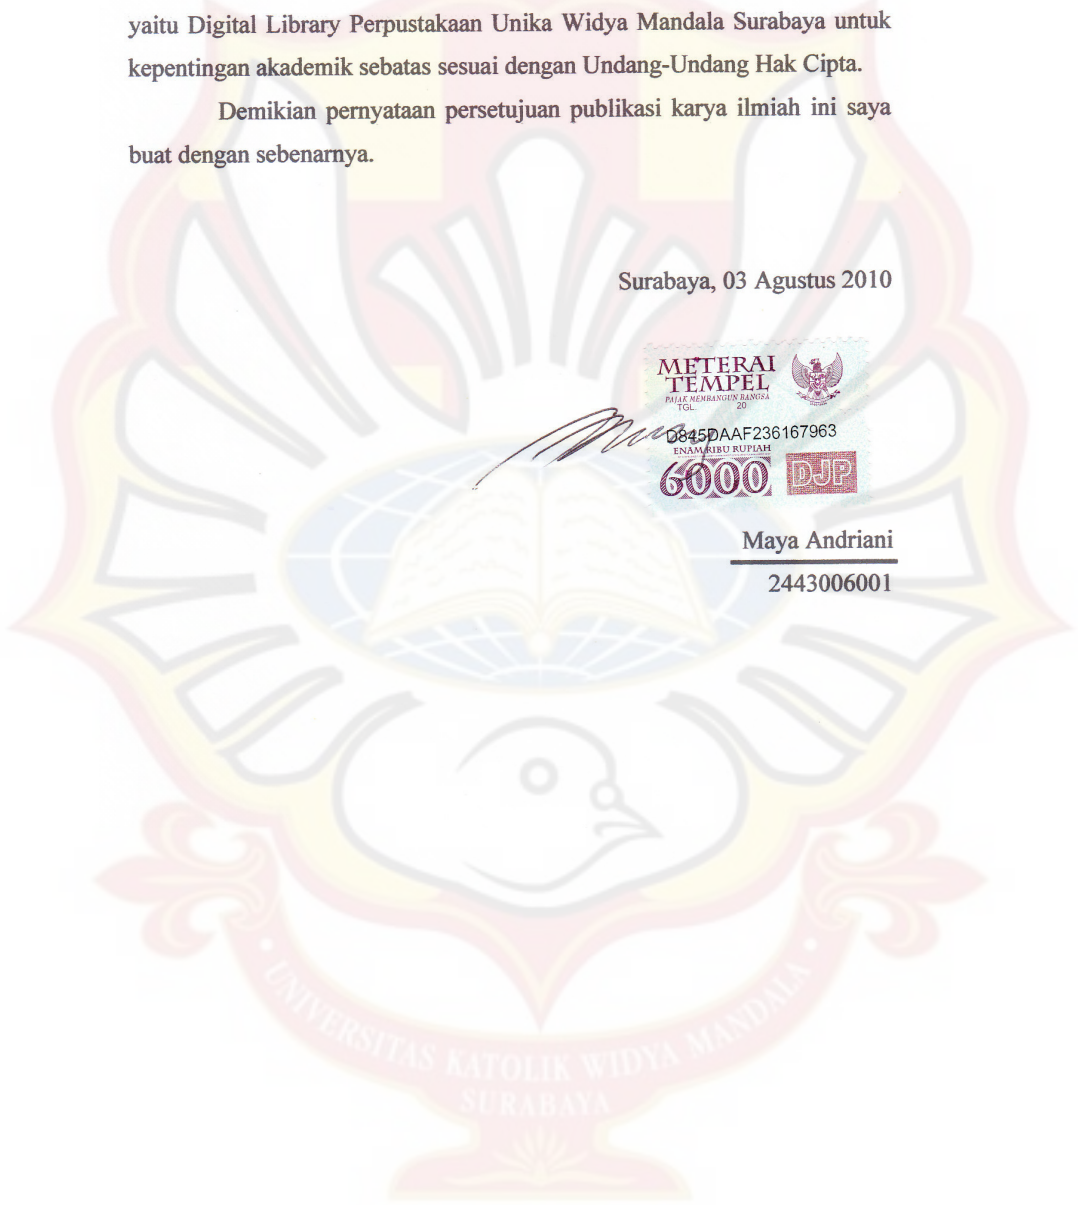 yaitu Digital Library Perpustakaan Unika Widya Mandala Surabaya untuk
kepentingan akademik sebatas sesuai dengan Undang-Undang Hak Cipta.
Demikian pernyataan persetujuan publikasi karya ilmiah ini saya
buat dengan sebenarnya.
Surabaya, 03 Agustus 2010
METERAI
TEMPEL
PAJAK MEMBANGUN BANGSA
TGL. 20
D845DAAF236167963
ENAM RIBU RUPIAH
6000 DJP
Maya Andriani
2443006001
• UNIVERSITAS KATOLIK WIDYA MANDALA •
SURABAYA